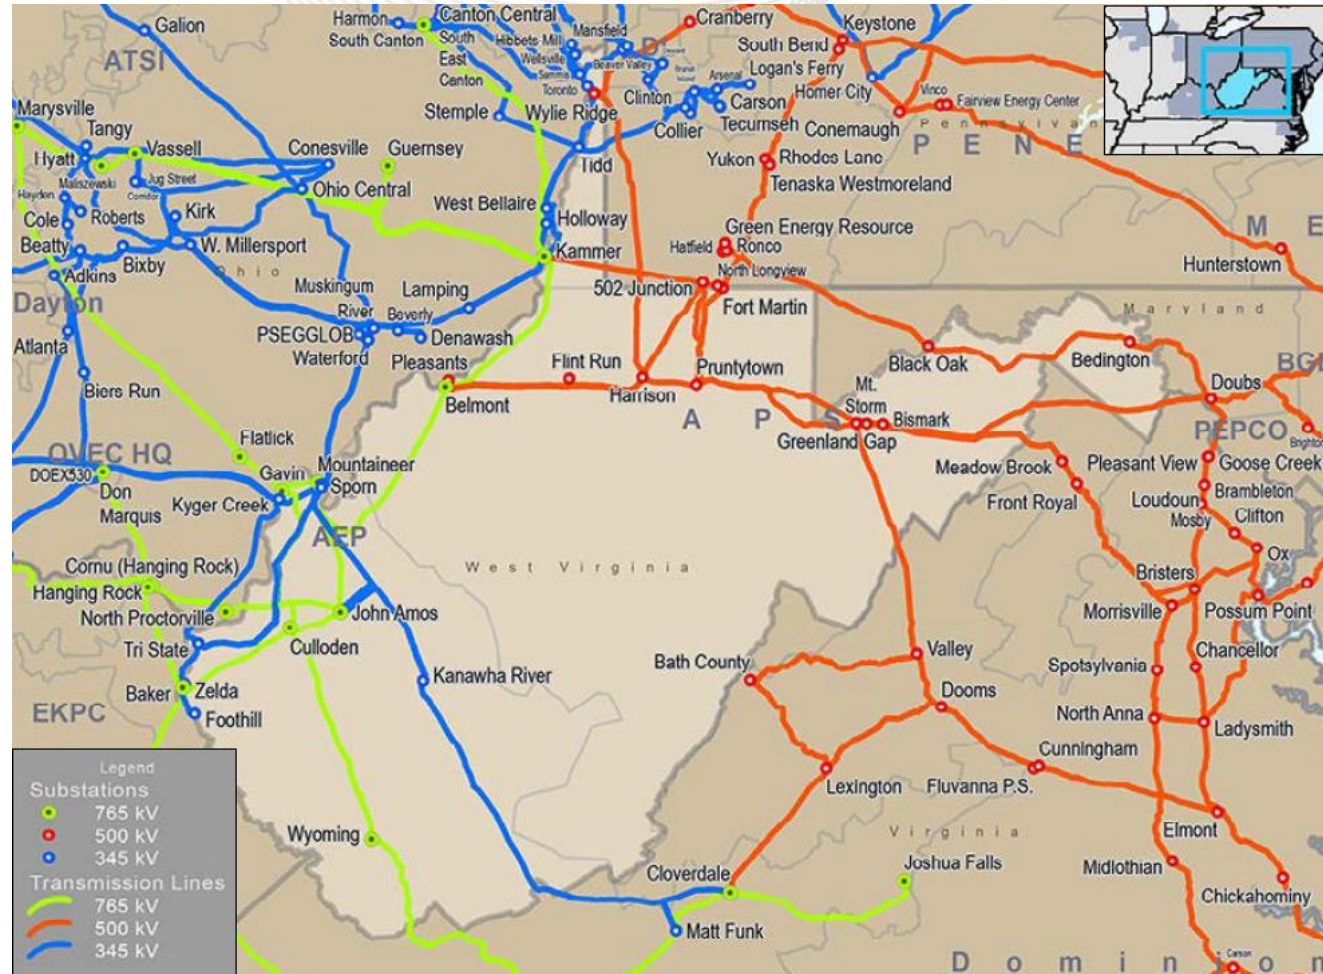 Galion
Harmon
South Canton
Canton Central
South
East
Canton
Hibbets Mill
Mansfield
Wellsville
Sammis
Beaver Valley
Toronto
Cranberry
Keystone
South Bend
Logan's Ferry
Homer City
ATSI
Marysville
Tangy
Hyatt
Vassell
Maliszewski
Jug Street
Corridor
Conesville
Guernsey
Stemple
Wylie Ridge
Clinton
Arsenal
Carson
Tecumseh
Collier
Conemaugh
Vinco
Fairview Energy Center
Pennsylvan
P E N E
Tidd
Yukon
Rhodes Lane
Tenaska Westmoreland
Hayden
Cole
Roberts
Kirk
Ohio Central
West Bellaire
Holloway
Beatty
Bixby
W. Millersport
Kammer
Green Energy Resource
Hatfield
Ronco
North Longview
M E
Hunterstown
Adkins
Ohio
Dayton
Muskingum
River
Lamping
Beverly
502 Junction
Fort Martin
Maryland
PSEGGLOB
Waterford
Denawash
Atlanta
Pleasants
Flint Run
Pruntytown
Black Oak
Bedington
BGE
Biers Run
Belmont
Harrison
Mt.
Storm
Bismark
Doubs
A P S
Greenland Gap
PEPCO
Brighton
Flatlick
OVEC HQ
DOEX530
Don
Marquis
Gavin
Mountaineer
Sporn
Kyger Creek
Meadow Brook
Front Royal
Pleasant View
Goose Creek
Loudoun
Brambleton
Mosby
Clifton
Ox
AEP
West Virginia
Cornu (Hanging Rock)
Hanging Rock
North Proctorville
John Amos
Bristers
Morrisville
Possum Point
Tri State
Culloden
Bath County
Valley
Spotsylvania
Chancellor
Kanawha River
Baker
Zelda
Foothill
Dooms
EKPC
North Anna
Ladysmith
Cunningham
Lexington
Fluvanna P.S.
Wyoming
Virginia
Elmont
Cloverdale
Joshua Falls
Midlothian
Chickahominy
Matt Funk
Dominion
Carson
Legend
Substations
765 kV
500 kV
345 kV
Transmission Lines
765 kV
500 kV
345 kV